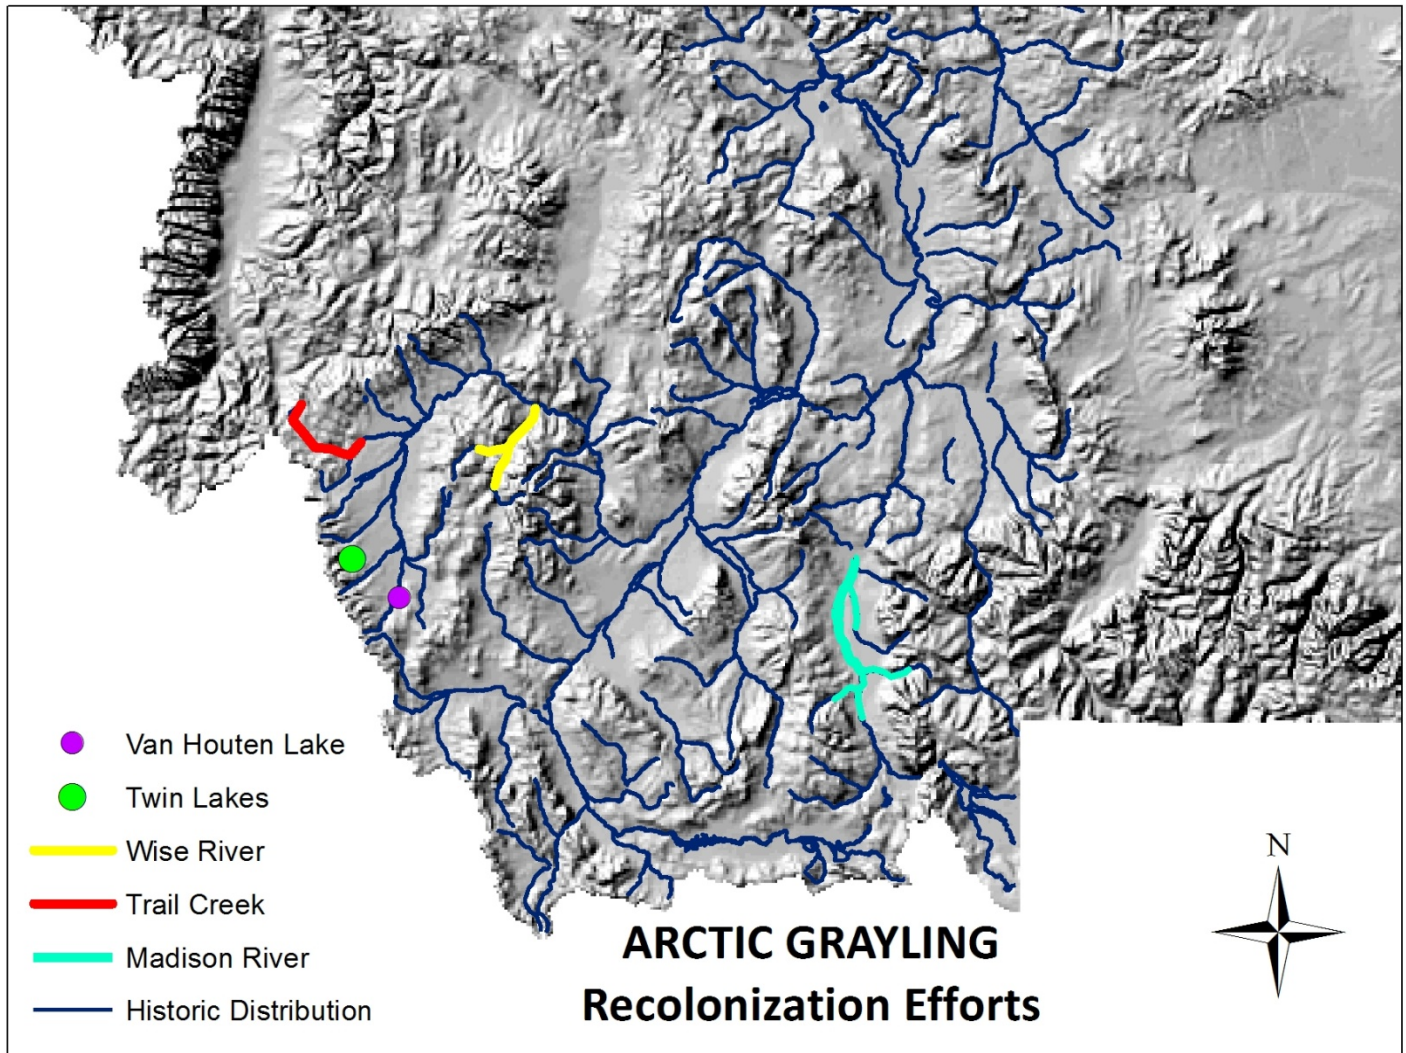 Van Houten Lake
Twin Lakes
Wise River
Trail Creek
Madison River
Historic Distribution
ARCTIC GRAYLING
Recolonization Efforts
N